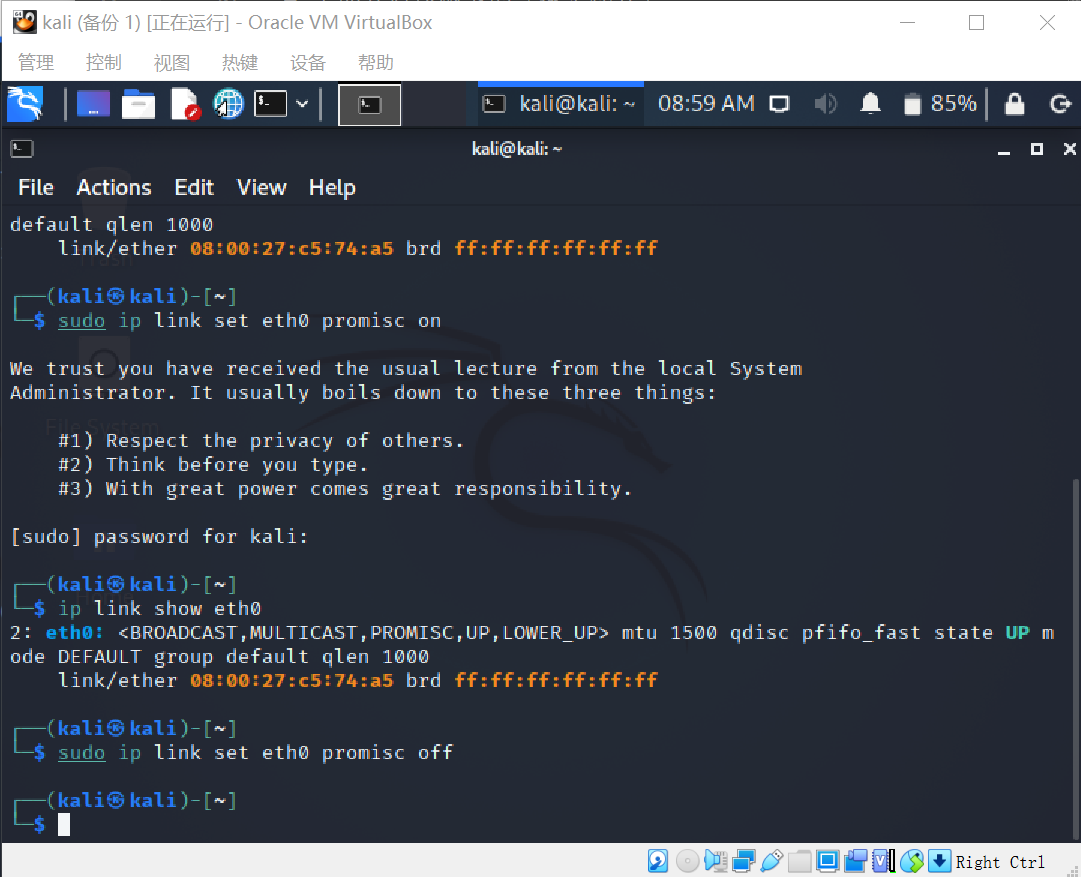 kali (备份 1) [正在运行] - Oracle VM VirtualBox
管理 控制 视图 热键 设备 帮助
kali@kali: ~ 08:59 AM 85%
kali@kali: ~
File Actions Edit View Help
default qlen 1000
    link/ether 08:00:27:c5:74:a5 brd ff:ff:ff:ff:ff:ff
┌──(kali㉿kali)-[~]
└─$ sudo ip link set eth0 promisc on
We trust you have received the usual lecture from the local System
Administrator. It usually boils down to these three things:
File System
    #1) Respect the privacy of others.
    #2) Think before you type.
    #3) With great power comes great responsibility.
[sudo] password for kali:
┌──(kali㉿kali)-[~]
└─$ ip link show eth0
2: eth0: <BROADCAST,MULTICAST,PROMISC,UP,LOWER_UP> mtu 1500 qdisc pfifo_fast state UP m
ode DEFAULT group default qlen 1000
    link/ether 08:00:27:c5:74:a5 brd ff:ff:ff:ff:ff:ff
┌──(kali㉿kali)-[~]
└─$ sudo ip link set eth0 promisc off
┌──(kali㉿kali)-[~]
└─$
Right Ctrl